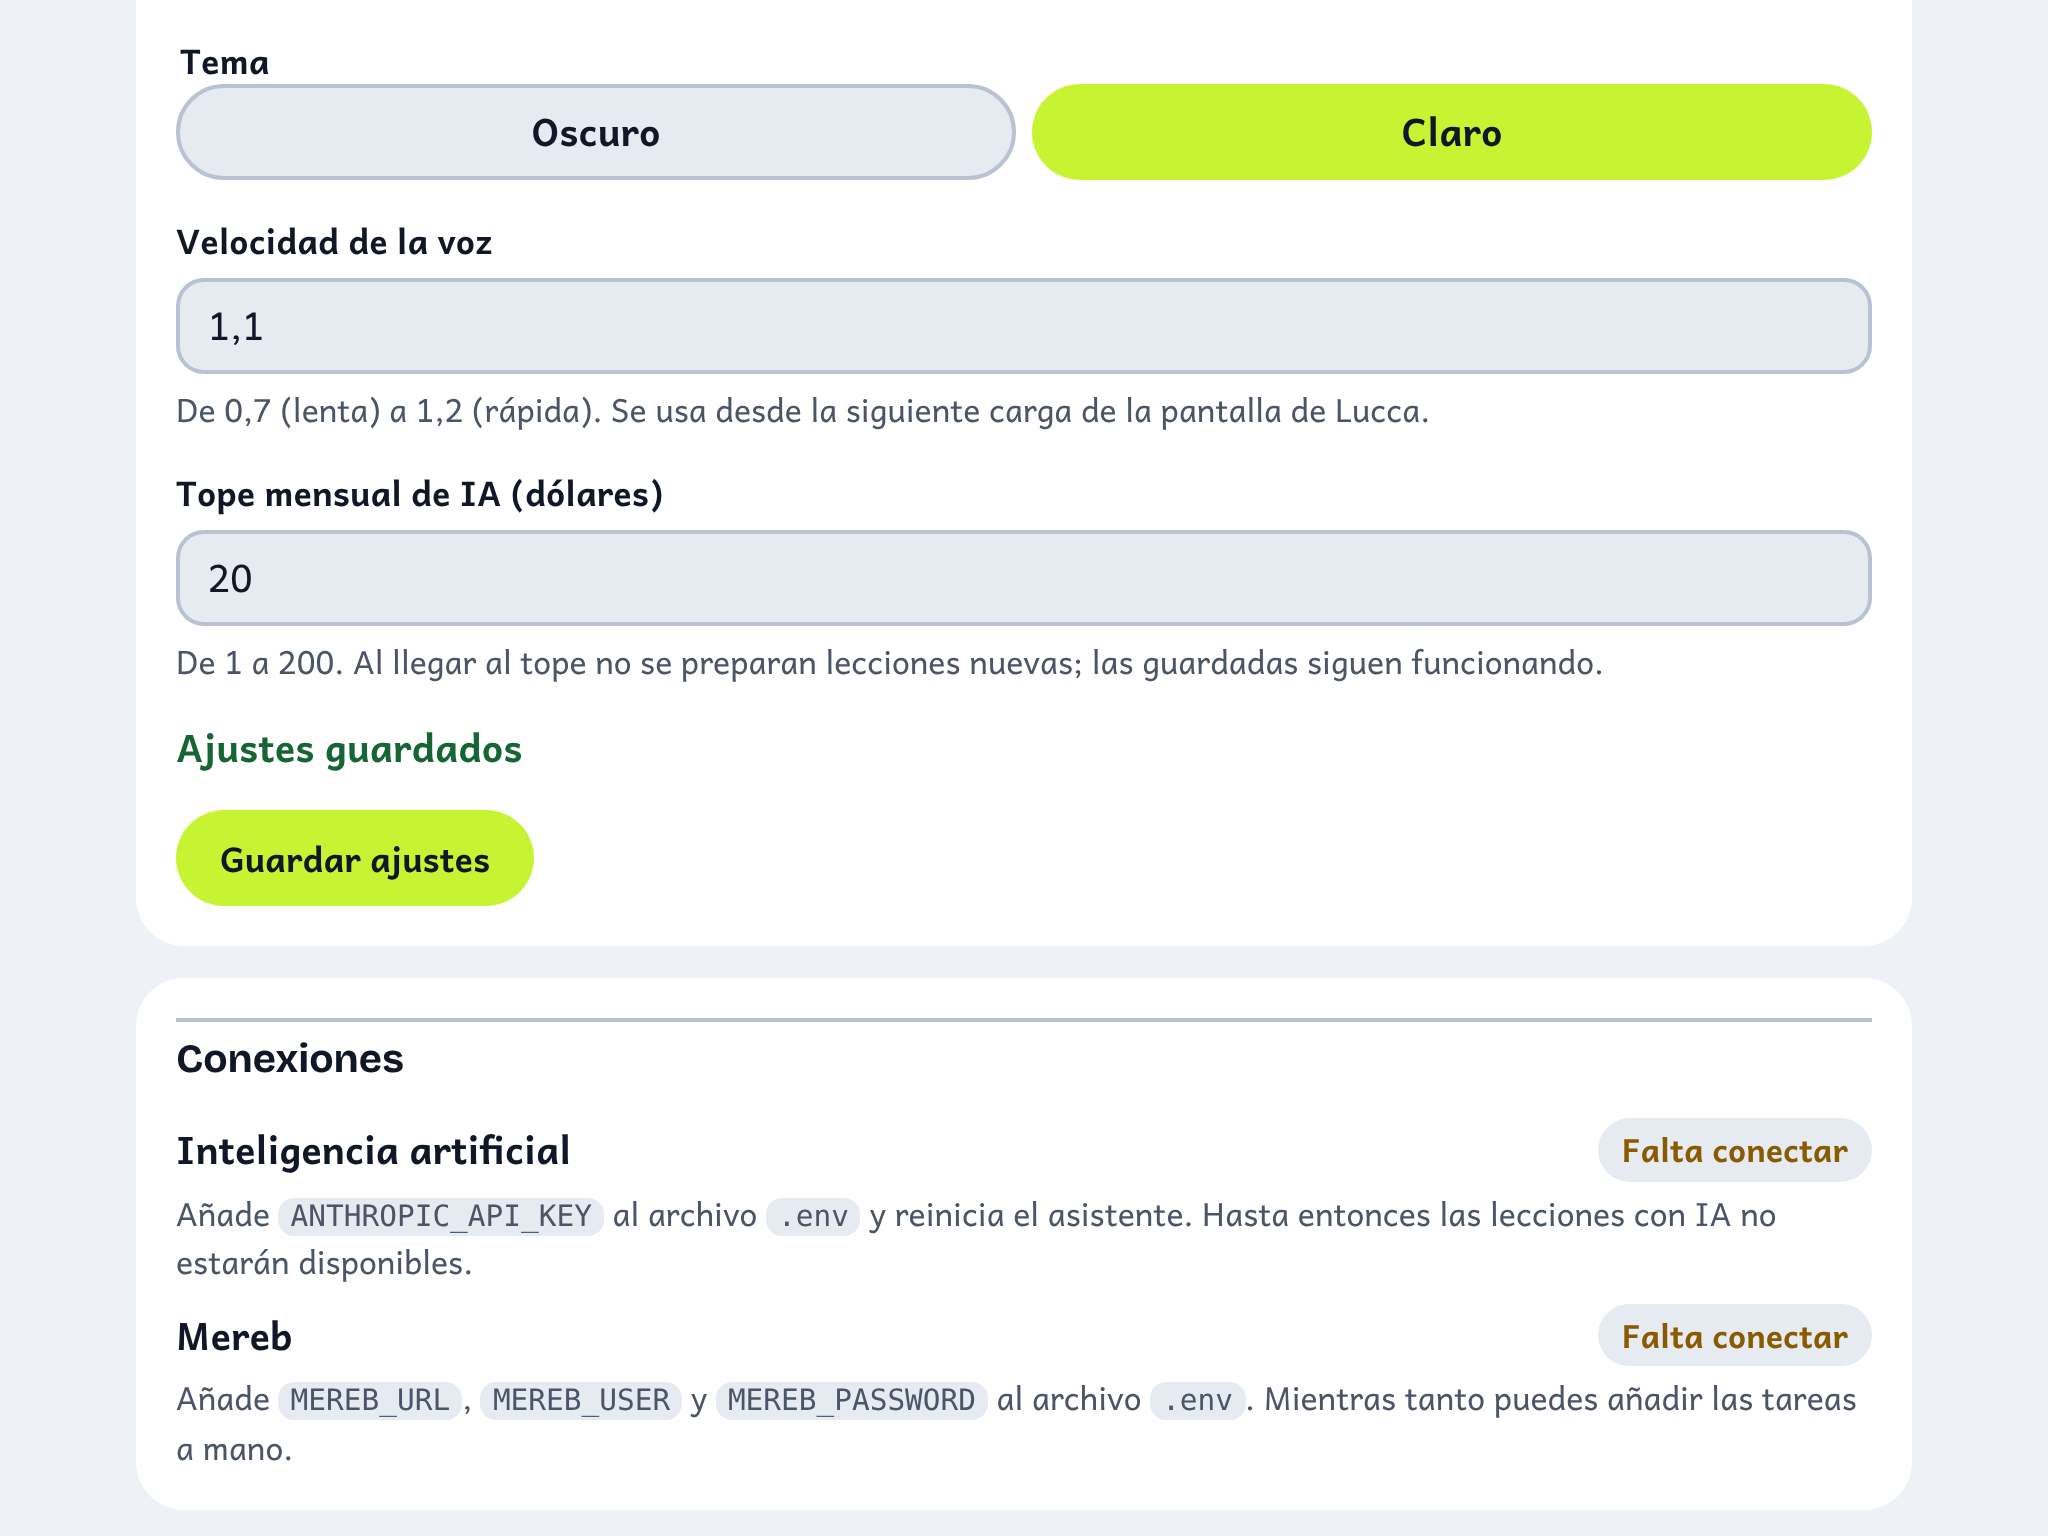 Tema
Oscuro
Claro
Velocidad de la voz
1,1
De 0,7 (lenta) a 1,2 (rápida). Se usa desde la siguiente carga de la pantalla de Lucca.
Tope mensual de IA (dólares)
20
De 1 a 200. Al llegar al tope no se preparan lecciones nuevas; las guardadas siguen funcionando.
Ajustes guardados
Guardar ajustes
Conexiones
Inteligencia artificial
Falta conectar
Añade ANTHROPIC_API_KEY al archivo .env y reinicia el asistente. Hasta entonces las lecciones con IA no
estarán disponibles.
Mereb
Falta conectar
Añade MEREB_URL, MEREB_USER y MEREB_PASSWORD al archivo .env. Mientras tanto puedes añadir las tareas
a mano.